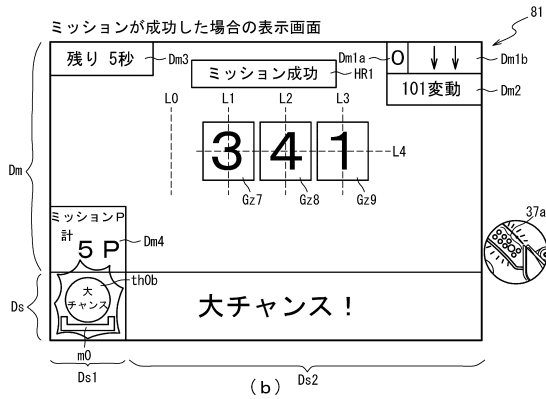 ミッションが成功した場合の表示画面
81
残り 5秒
Dm3
Dm1a
0
↓ ↓
Dm1b
ミッション成功
HR1
101変動
Dm2
L0
L1
L2
L3
3
4
1
L4
Dm
Gz7
Gz8
Gz9
37a
ミッションP
計
5P
Dm4
th0b
大
チャンス
大チャンス！
Ds
m0
Ds1
Ds2
(b)